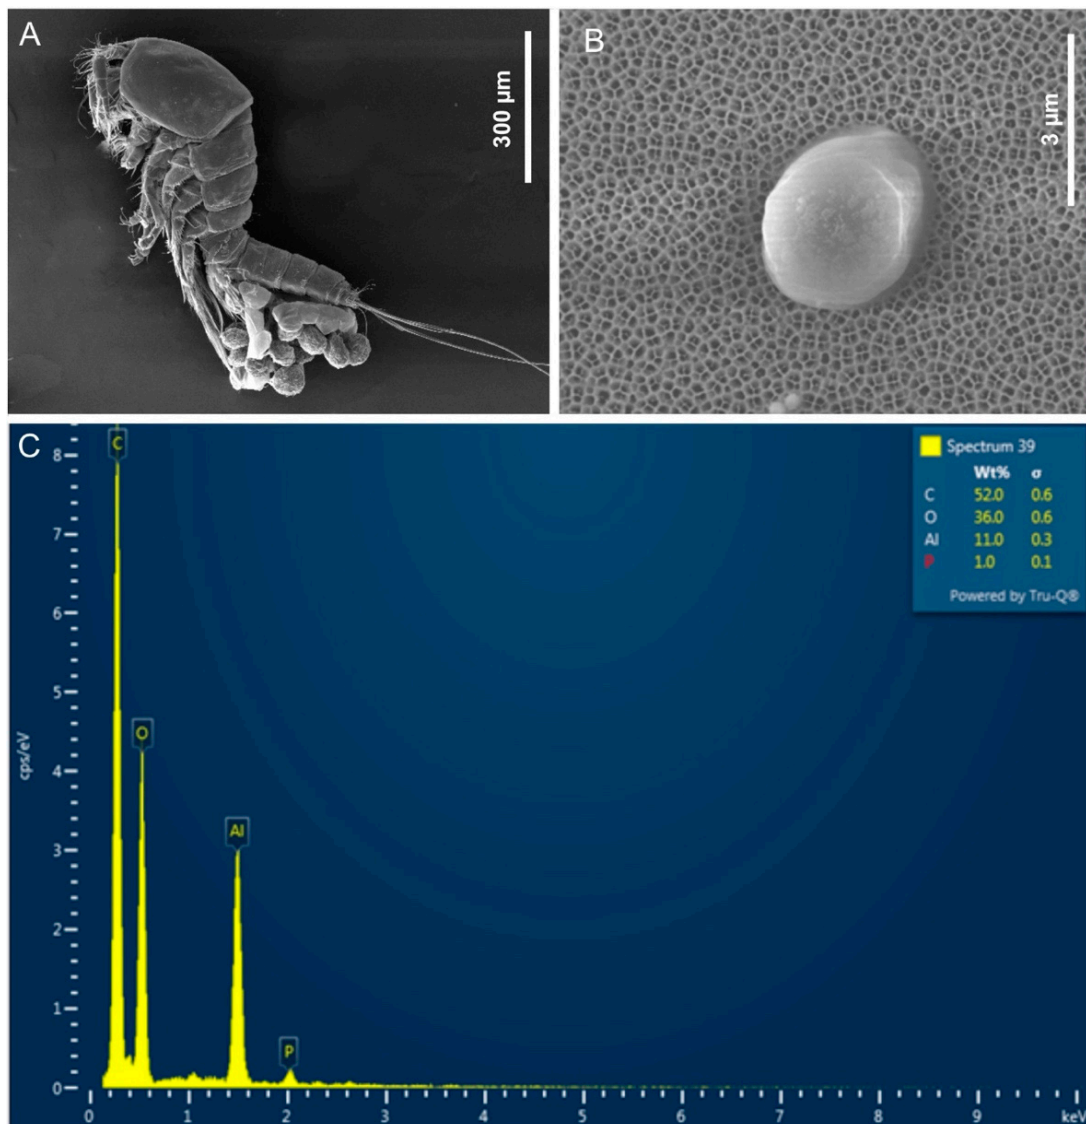 A
300 µm
B
3 µm
C
Spectrum 39
Wt% σ
C 52.0 0.6
O 36.0 0.6
Al 11.0 0.3
P 1.0 0.1
Powered by Tru-Q®
C
O
Al
P
cps/eV
8
7
6
5
4
3
2
1
0
0 1 2 3 4 5 6 7 8 9 keV